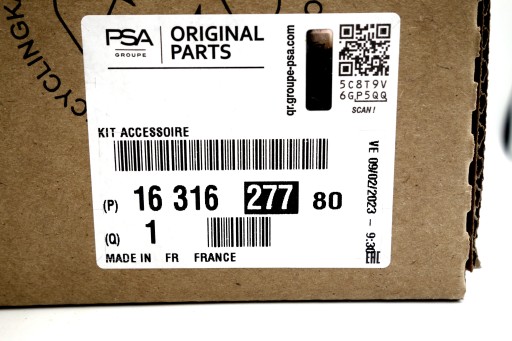 CYCLINGK
PSA
GROUPE
ORIGINAL
PARTS
qr.groupe-psa.com
5C8T9V
6GP5QQ
SCAN!
KIT ACCESSOIRE
(P) 16 316 277 80
(Q) 1
MADE IN FR FRANCE
VE 09/02/2023 - 9:30
EAC